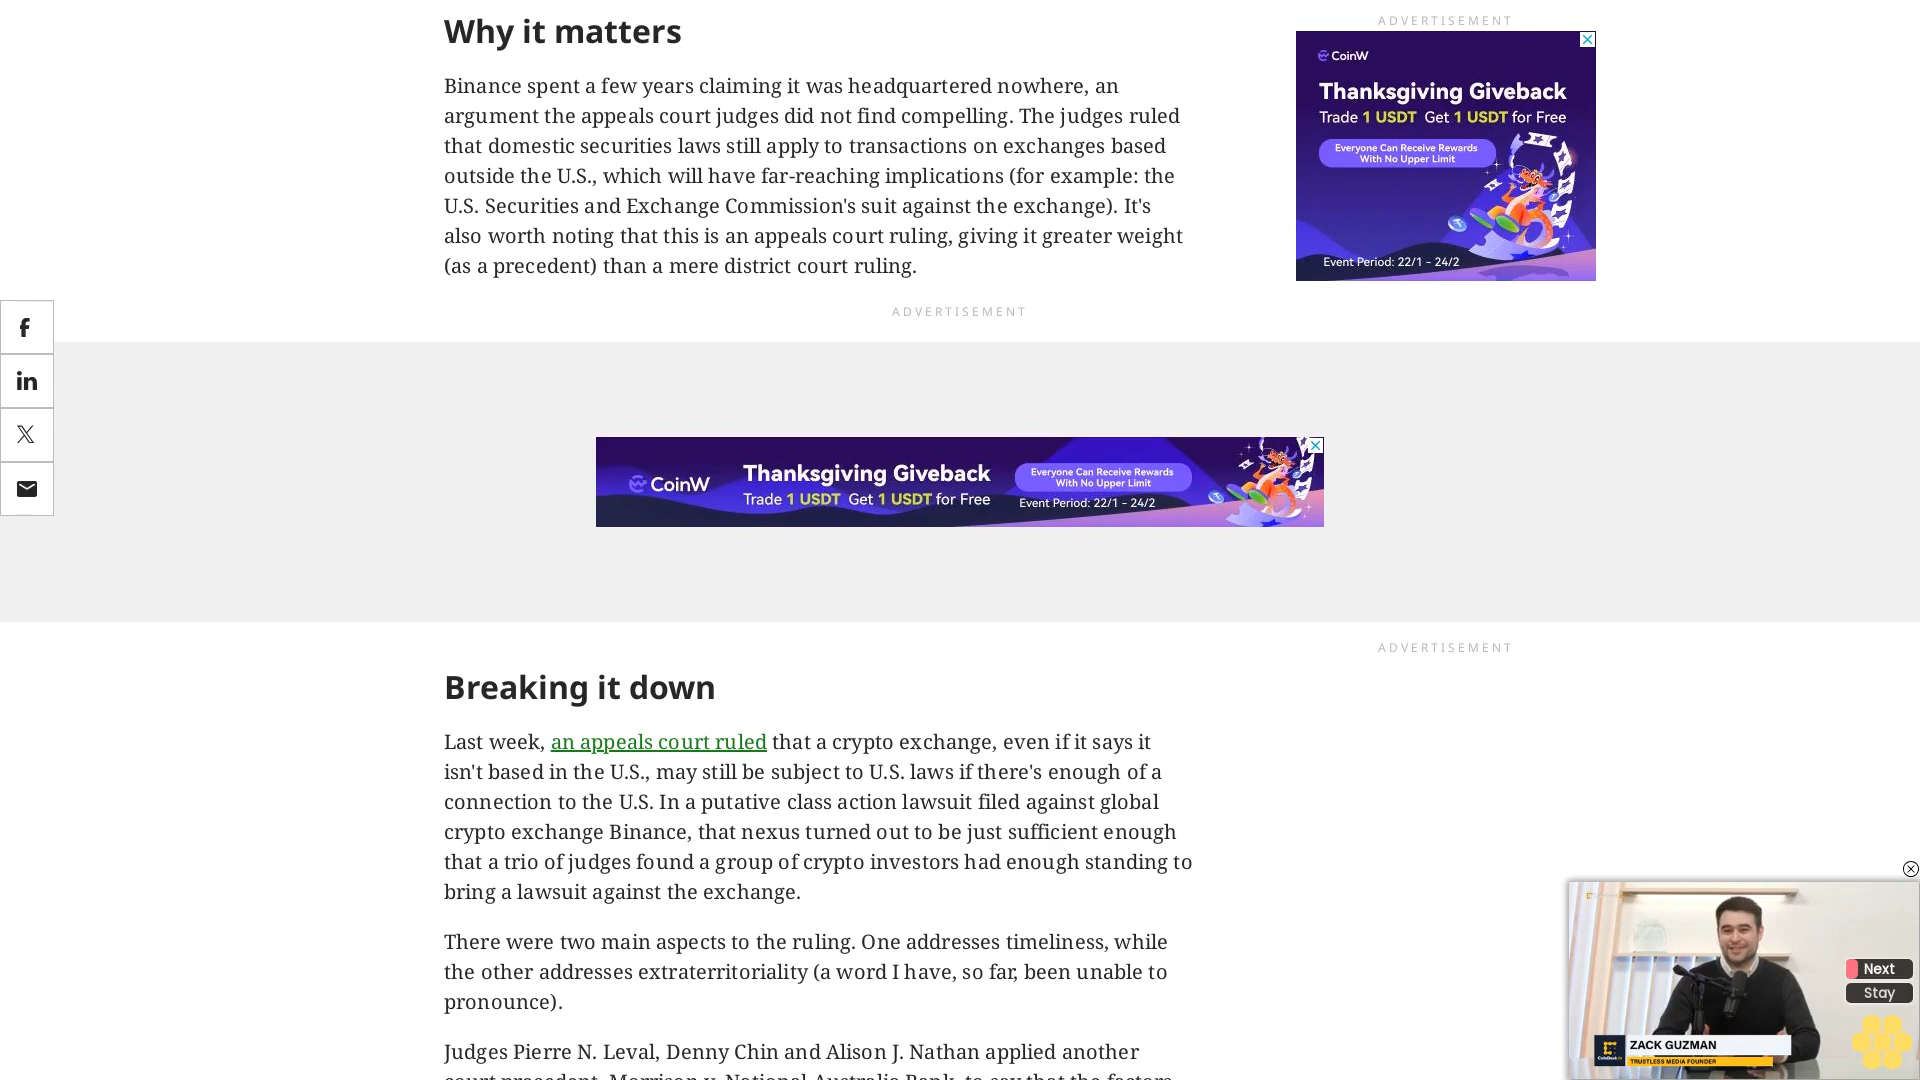 Why it matters
Binance spent a few years claiming it was headquartered nowhere, an
argument the appeals court judges did not find compelling. The judges ruled
that domestic securities laws still apply to transactions on exchanges based
outside the U.S., which will have far-reaching implications (for example: the
U.S. Securities and Exchange Commission's suit against the exchange). It's
also worth noting that this is an appeals court ruling, giving it greater weight
(as a precedent) than a mere district court ruling.
ADVERTISEMENT
CoinW
Thanksgiving Giveback
Trade 1 USDT Get 1 USDT for Free
Everyone Can Receive Rewards
With No Upper Limit
Event Period: 22/1 - 24/2
ADVERTISEMENT
CoinW
Thanksgiving Giveback
Trade 1 USDT Get 1 USDT for Free
Everyone Can Receive Rewards
With No Upper Limit
Event Period: 22/1 - 24/2
ADVERTISEMENT
Breaking it down
Last week, an appeals court ruled that a crypto exchange, even if it says it
isn't based in the U.S., may still be subject to U.S. laws if there's enough of a
connection to the U.S. In a putative class action lawsuit filed against global
crypto exchange Binance, that nexus turned out to be just sufficient enough
that a trio of judges found a group of crypto investors had enough standing to
bring a lawsuit against the exchange.
There were two main aspects to the ruling. One addresses timeliness, while
the other addresses extraterritoriality (a word I have, so far, been unable to
pronounce).
Judges Pierre N. Leval, Denny Chin and Alison J. Nathan applied another
court precedent, Morrison v. National Australia Bank, to say that the factors
Next
Stay
ZACK GUZMAN
TRUSTLESS MEDIA FOUNDER